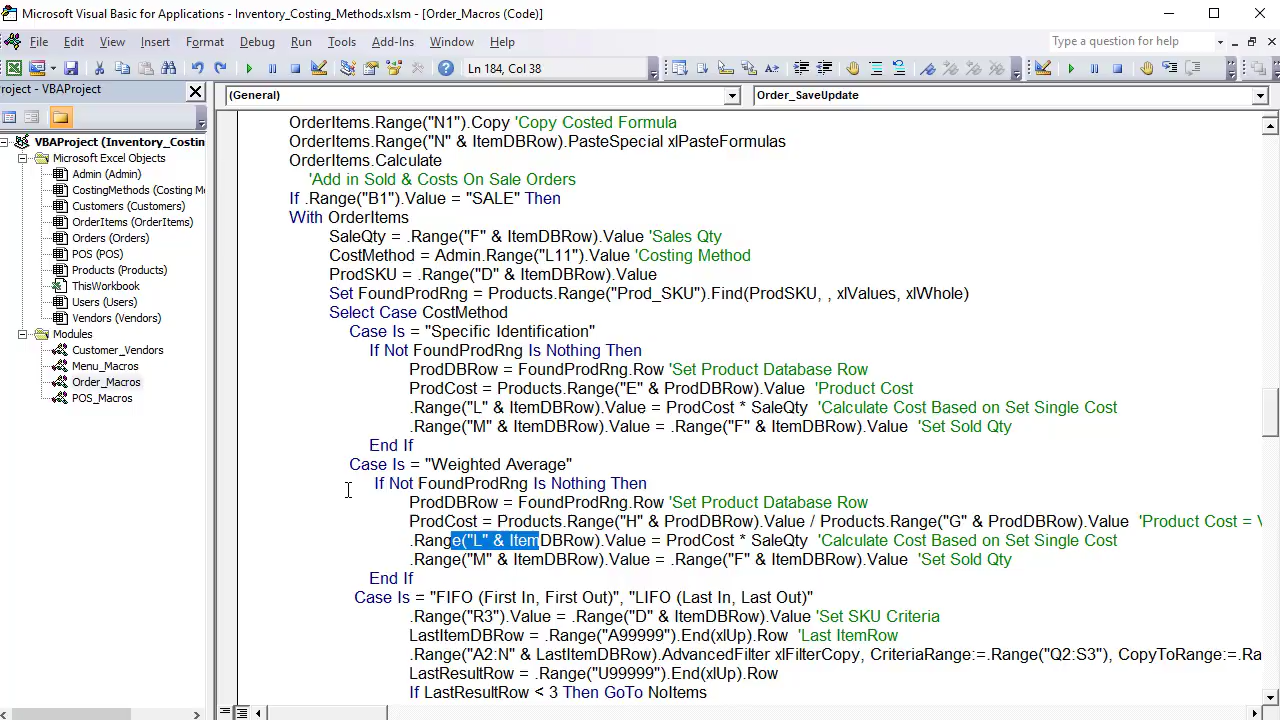 Microsoft Visual Basic for Applications - Inventory_Costing_Methods.xlsm - [Order_Macros (Code)]
File Edit View Insert Format Debug Run Tools Add-Ins Window Help
Type a question for help
Ln 184, Col 38
roject - VBAProject
(General)
Order_SaveUpdate
VBAProject (Inventory_Costin
Microsoft Excel Objects
Admin (Admin)
CostingMethods (Costing Me
Customers (Customers)
OrderItems (OrderItems)
Orders (Orders)
POS (POS)
Products (Products)
ThisWorkbook
Users (Users)
Vendors (Vendors)
Modules
Customer_Vendors
Menu_Macros
Order_Macros
POS_Macros
OrderItems.Range("N1").Copy 'Copy Costed Formula
OrderItems.Range("N" & ItemDBRow).PasteSpecial xlPasteFormulas
OrderItems.Calculate
'Add in Sold & Costs On Sale Orders
If .Range("B1").Value = "SALE" Then
With OrderItems
SaleQty = .Range("F" & ItemDBRow).Value 'Sales Qty
CostMethod = Admin.Range("L11").Value 'Costing Method
ProdSKU = .Range("D" & ItemDBRow).Value
Set FoundProdRng = Products.Range("Prod_SKU").Find(ProdSKU, , xlValues, xlWhole)
Select Case CostMethod
Case Is = "Specific Identification"
If Not FoundProdRng Is Nothing Then
ProdDBRow = FoundProdRng.Row 'Set Product Database Row
ProdCost = Products.Range("E" & ProdDBRow).Value 'Product Cost
.Range("L" & ItemDBRow).Value = ProdCost * SaleQty 'Calculate Cost Based on Set Single Cost
.Range("M" & ItemDBRow).Value = .Range("F" & ItemDBRow).Value 'Set Sold Qty
End If
Case Is = "Weighted Average"
If Not FoundProdRng Is Nothing Then
ProdDBRow = FoundProdRng.Row 'Set Product Database Row
ProdCost = Products.Range("H" & ProdDBRow).Value / Products.Range("G" & ProdDBRow).Value 'Product Cost = V
.Range("L" & ItemDBRow).Value = ProdCost * SaleQty 'Calculate Cost Based on Set Single Cost
.Range("M" & ItemDBRow).Value = .Range("F" & ItemDBRow).Value 'Set Sold Qty
End If
Case Is = "FIFO (First In, First Out)", "LIFO (Last In, Last Out)"
.Range("R3").Value = .Range("D" & ItemDBRow).Value 'Set SKU Criteria
LastItemDBRow = .Range("A99999").End(xlUp).Row 'Last ItemRow
.Range("A2:N" & LastItemDBRow).AdvancedFilter xlFilterCopy, CriteriaRange:=.Range("Q2:S3"), CopyToRange:=.Ra
LastResultRow = .Range("U99999").End(xlUp).Row
If LastResultRow < 3 Then GoTo NoItems